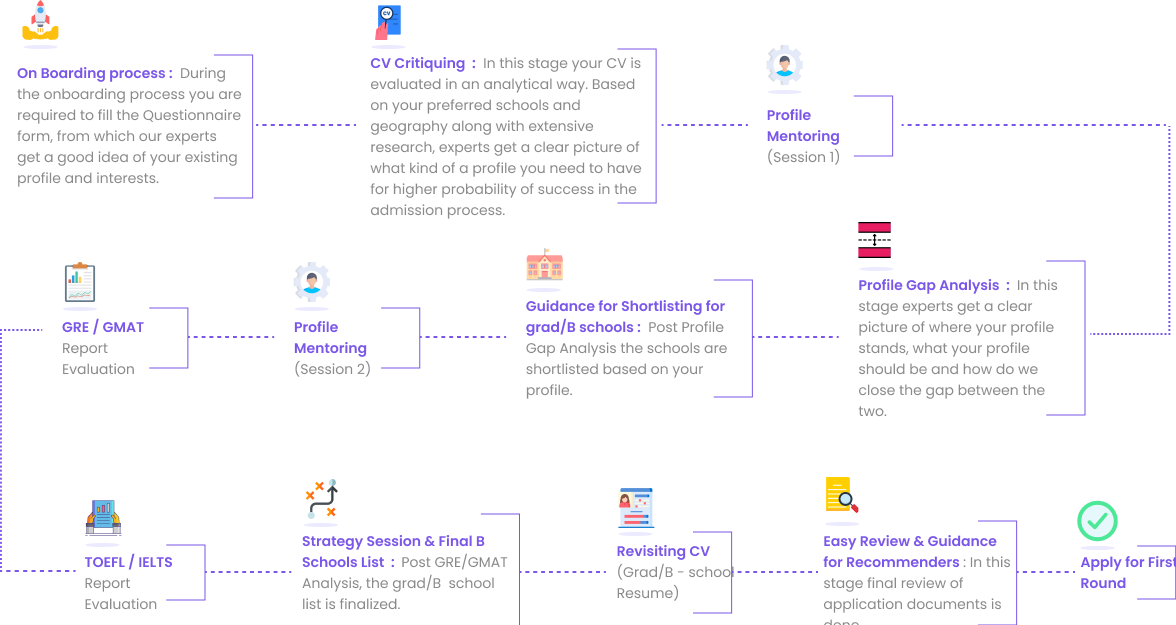 CV
On Boarding process : During
the onboarding process you are
required to fill the Questionnaire
form, from which our experts
get a good idea of your existing
profile and interests.
CV Critiquing : In this stage your CV is
evaluated in an analytical way. Based
on your preferred schools and
geography along with extensive
research, experts get a clear picture of
what kind of a profile you need to have
for higher probability of success in the
admission process.
Profile
Mentoring
(Session 1)
Profile Gap Analysis : In this
stage experts get a clear
picture of where your profile
stands, what your profile
should be and how do we
close the gap between the
two.
Guidance for Shortlisting for
grad/B schools : Post Profile
Gap Analysis the schools are
shortlisted based on your
profile.
Profile
Mentoring
(Session 2)
GRE / GMAT
Report
Evaluation
TOEFL / IELTS
Report
Evaluation
Strategy Session & Final B
Schools List : Post GRE/GMAT
Analysis, the grad/B school
list is finalized.
Revisiting CV
(Grad/B - school
Resume)
Easy Review & Guidance
for Recommenders : In this
stage final review of
application documents is
done
Apply for First
Round